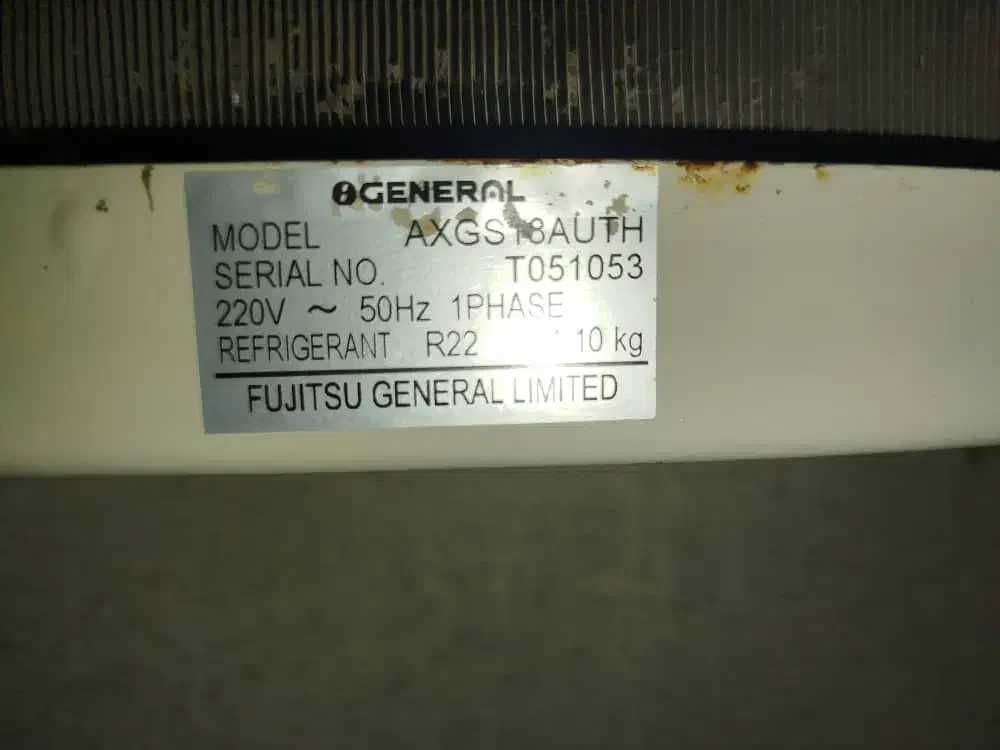 GENERAL
MODEL AXGS18AUTH
SERIAL NO. T051053
220V ~ 50Hz 1PHASE
REFRIGERANT R22 10 kg
FUJITSU GENERAL LIMITED